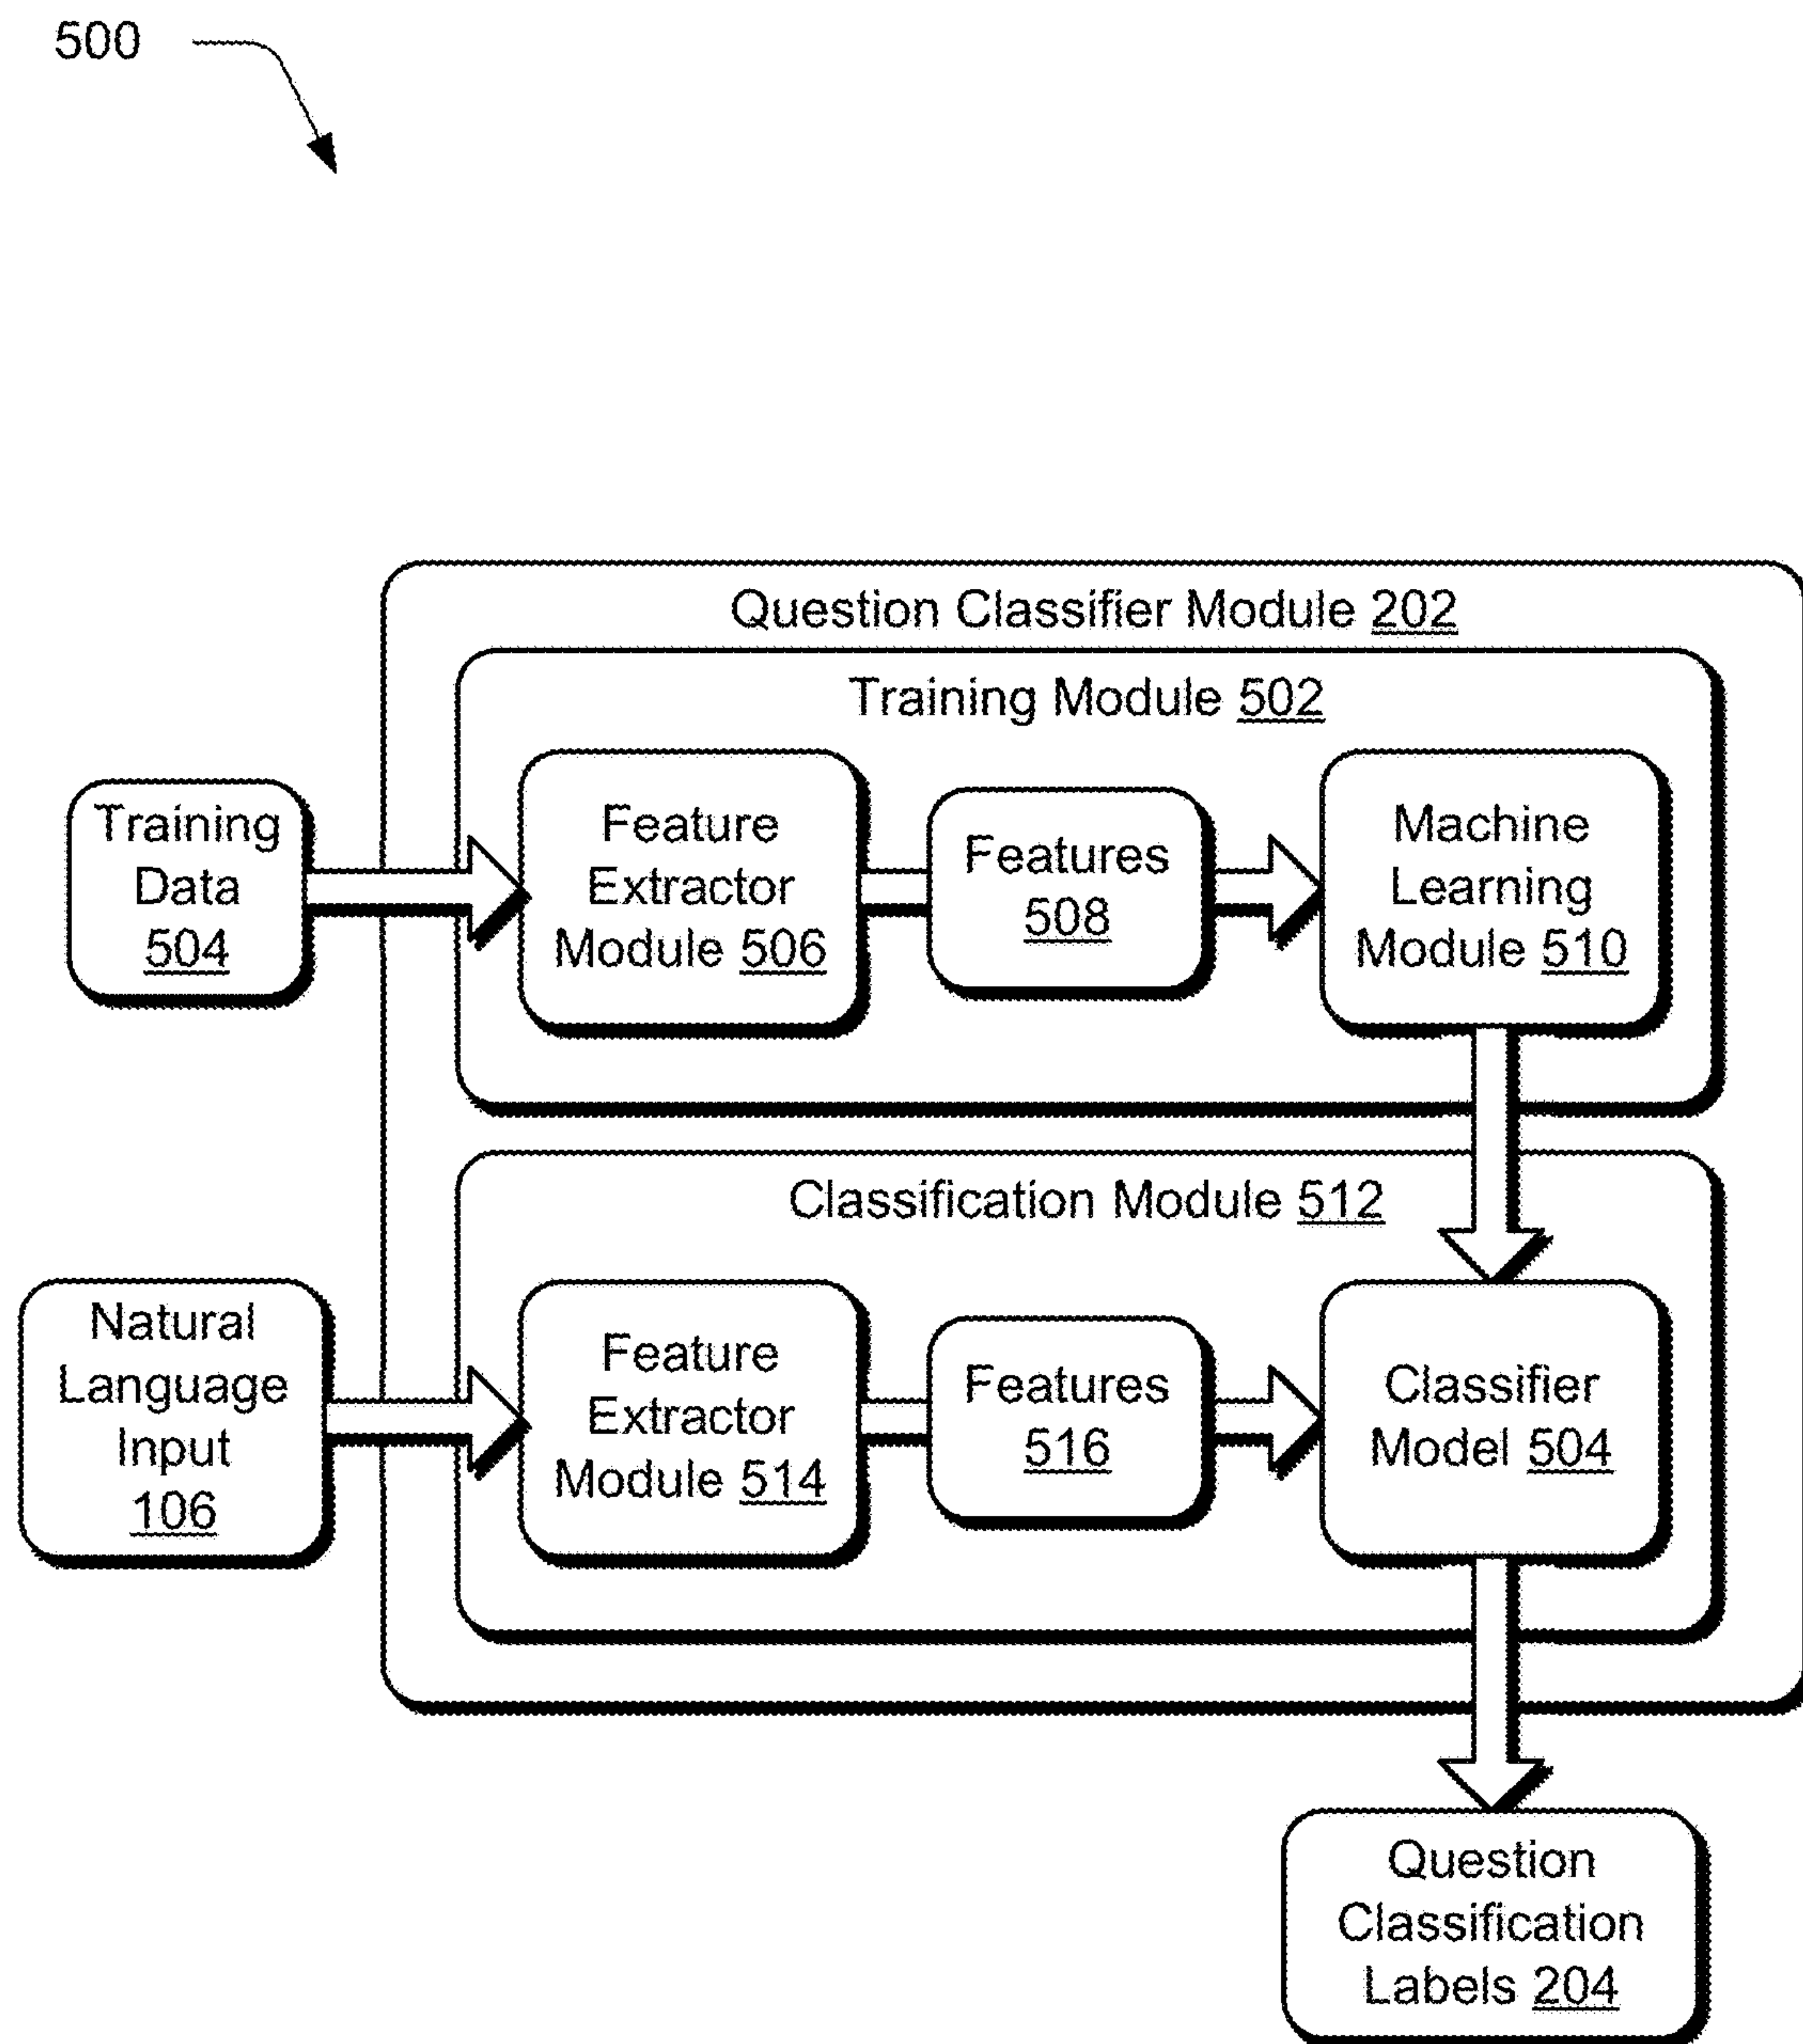 500
Question Classifier Module 202
Training Module 502
Training
Data
504
Feature
Extractor
Module 506
Features
508
Machine
Learning
Module 510
Classification Module 512
Natural
Language
Input
106
Feature
Extractor
Module 514
Features
516
Classifier
Model 504
Question
Classification
Labels 204